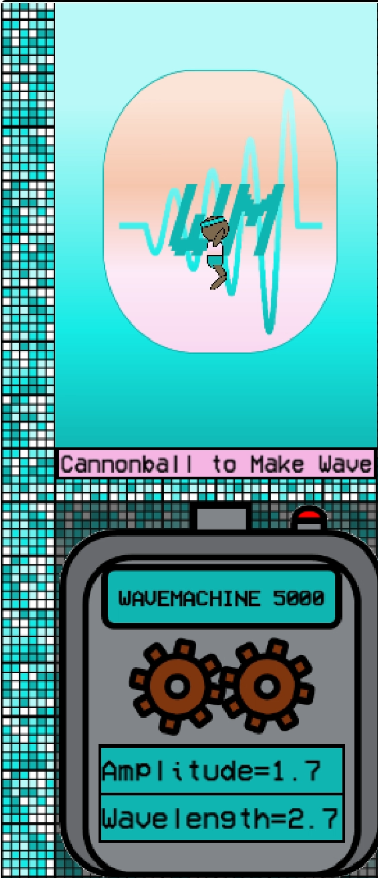 WM
Cannonball to Make Wave
WAVEMACHINE 5000
Amplitude=1.7
Wavelength=2.7